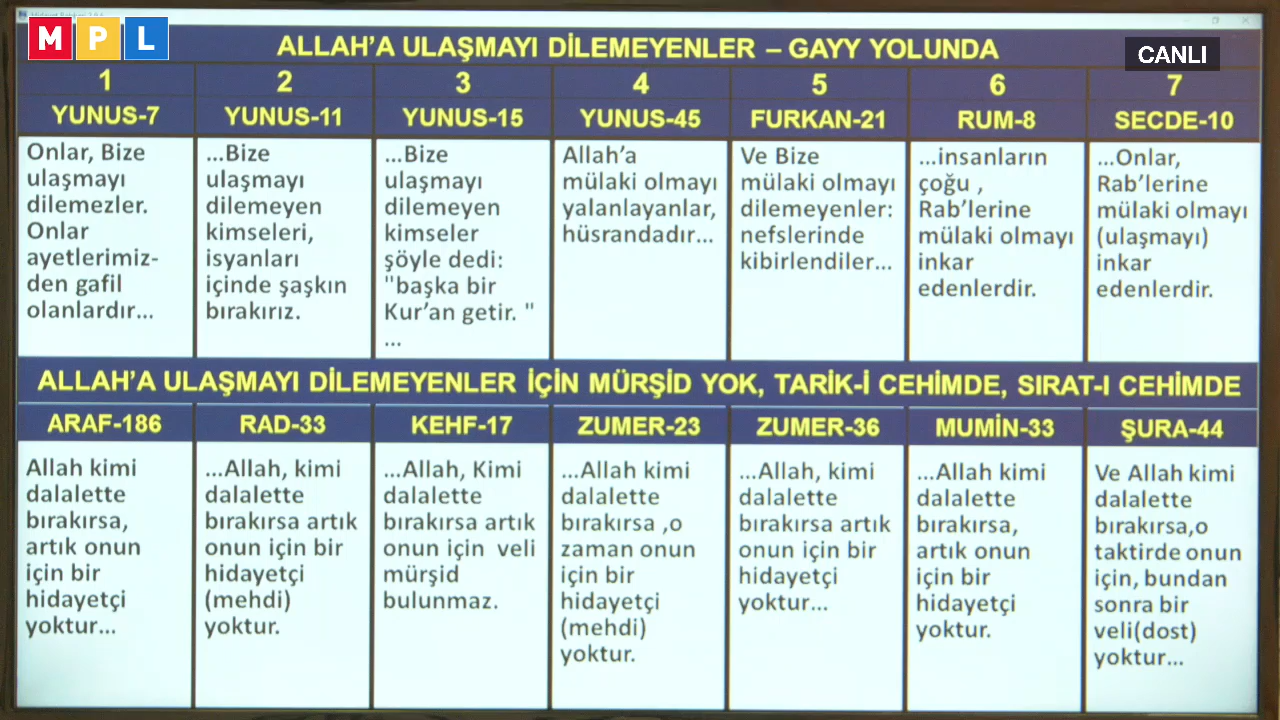 M P L
CANLI
ALLAH'A ULAŞMAYI DİLEMEYENLER – GAYY YOLUNDA
1
2
3
4
5
6
7
YUNUS-7
YUNUS-11
YUNUS-15
YUNUS-45
FURKAN-21
RUM-8
SECDE-10
Onlar, Bize
ulaşmayı
dilemezler.
Onlar
ayetlerimiz-
den gafil
olanlardır...
...Bize
ulaşmayı
dilemeyen
kimseleri,
isyanları
içinde şaşkın
bırakırız.
...Bize
ulaşmayı
dilemeyen
kimseler
şöyle dedi:
"başka bir
Kur'an getir. "
...
Allah'a
mülaki olmayı
yalanlayanlar,
hüsrandadır...
Ve Bize
mülaki olmayı
dilemeyenler:
nefslerinde
kibirlendiler...
...insanların
çoğu ,
Rab'lerine
mülaki olmayı
inkar
edenlerdir.
...Onlar,
Rab'lerine
mülaki olmayı
(ulaşmayı)
inkar
edenlerdir.
ALLAH'A ULAŞMAYI DİLEMEYENLER İÇİN MÜRŞİD YOK, TARİK-İ CEHİMDE, SIRAT-I CEHİMDE
ARAF-186
RAD-33
KEHF-17
ZUMER-23
ZUMER-36
MUMİN-33
ŞURA-44
Allah kimi
dalalette
bırakırsa,
artık onun
için bir
hidayetçi
yoktur...
...Allah, kimi
dalalette
bırakırsa artık
onun için bir
hidayetçi
(mehdi)
yoktur.
...Allah, Kimi
dalalette
bırakırsa artık
onun için veli
mürşid
bulunmaz.
...Allah kimi
dalalette
bırakırsa ,o
zaman onun
için bir
hidayetçi
(mehdi)
yoktur.
...Allah, kimi
dalalette
bırakırsa artık
onun için bir
hidayetçi
yoktur...
...Allah kimi
dalalette
bırakırsa,
artık onun
için bir
hidayetçi
yoktur.
Ve Allah kimi
dalalette
bırakırsa,o
taktirde onun
için, bundan
sonra bir
veli(dost)
yoktur...